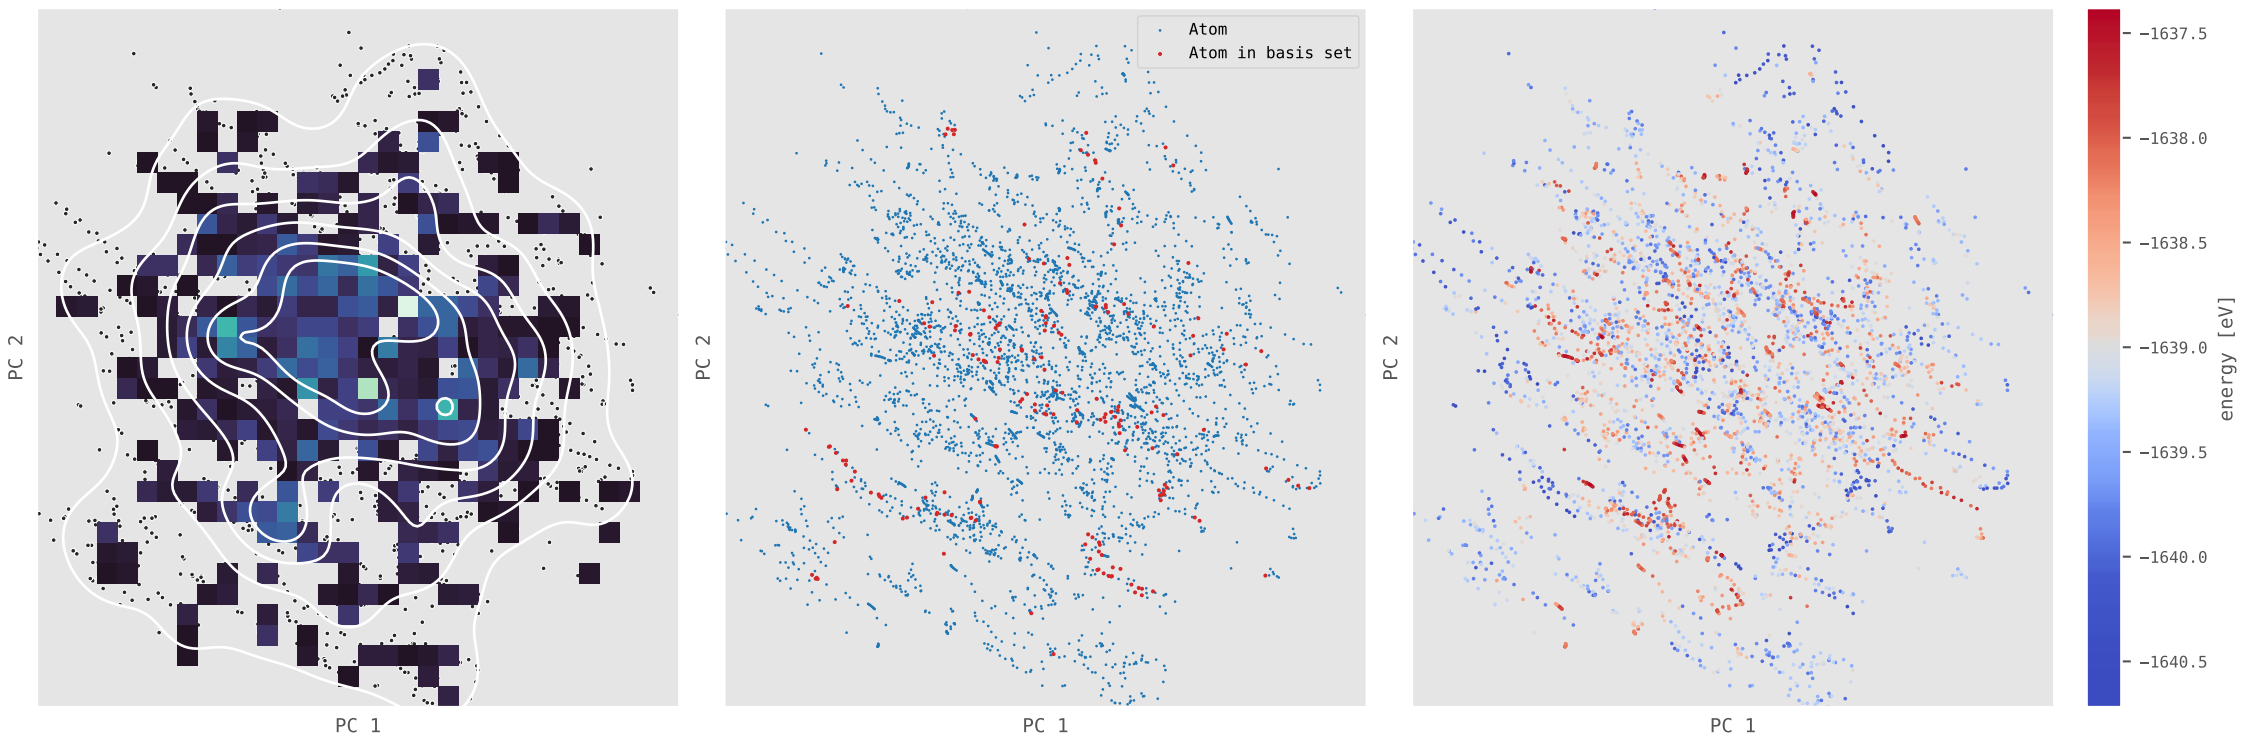 PC 2
PC 1
PC 2
Atom
Atom in basis set
PC 1
PC 2
PC 1
−1637.5
−1638.0
−1638.5
−1639.0
−1639.5
−1640.0
−1640.5
energy [eV]